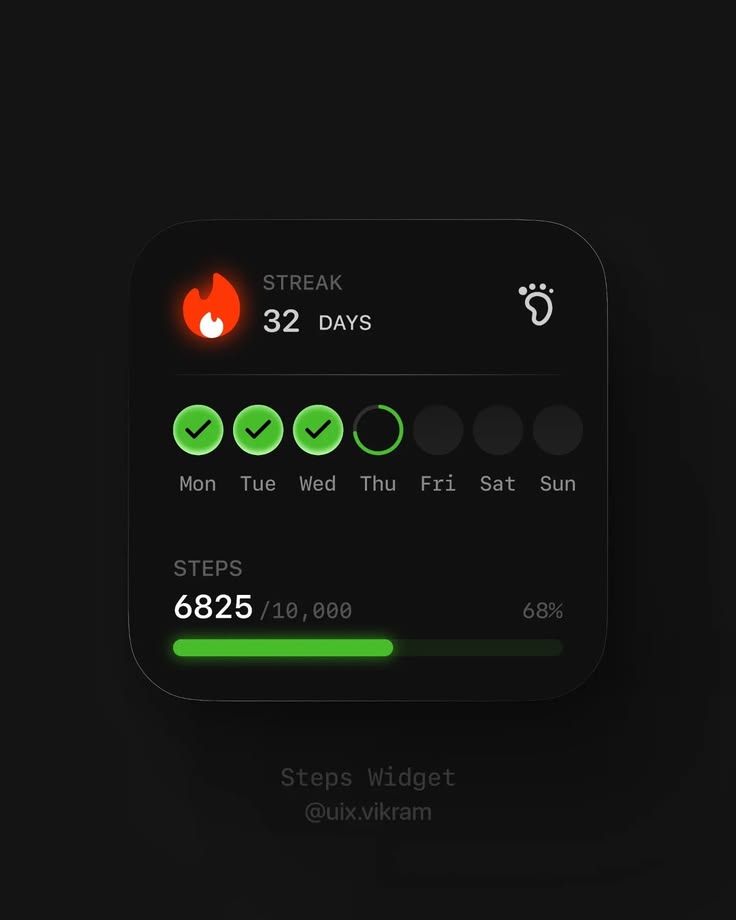 STREAK
32 DAYS
Mon Tue Wed Thu Fri Sat Sun
STEPS
6825 /10,000 68%
Steps Widget
@uix.vikram